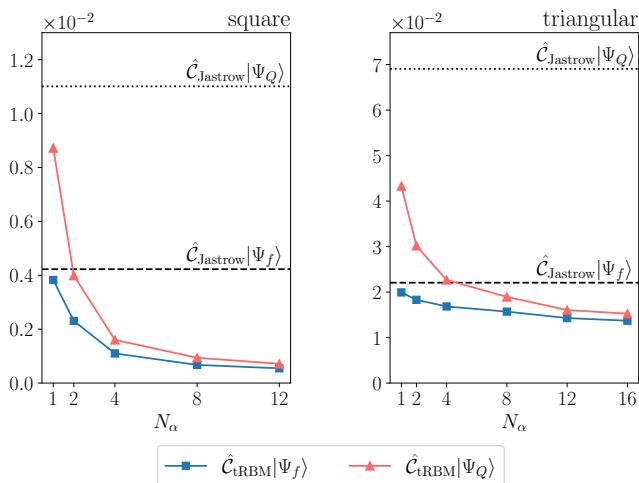 ×10⁻² square
1.2
1.0
0.8
0.6
0.4
0.2
0.0
Ĉ_Jastrow|Ψ_Q⟩
Ĉ_Jastrow|Ψ_f⟩
1 2 4 8 12
N_α
×10⁻² triangular
7
6
5
4
3
2
1
0
Ĉ_Jastrow|Ψ_Q⟩
Ĉ_Jastrow|Ψ_f⟩
1 2 4 8 12 16
N_α
Ĉ_tRBM|Ψ_f⟩ Ĉ_tRBM|Ψ_Q⟩